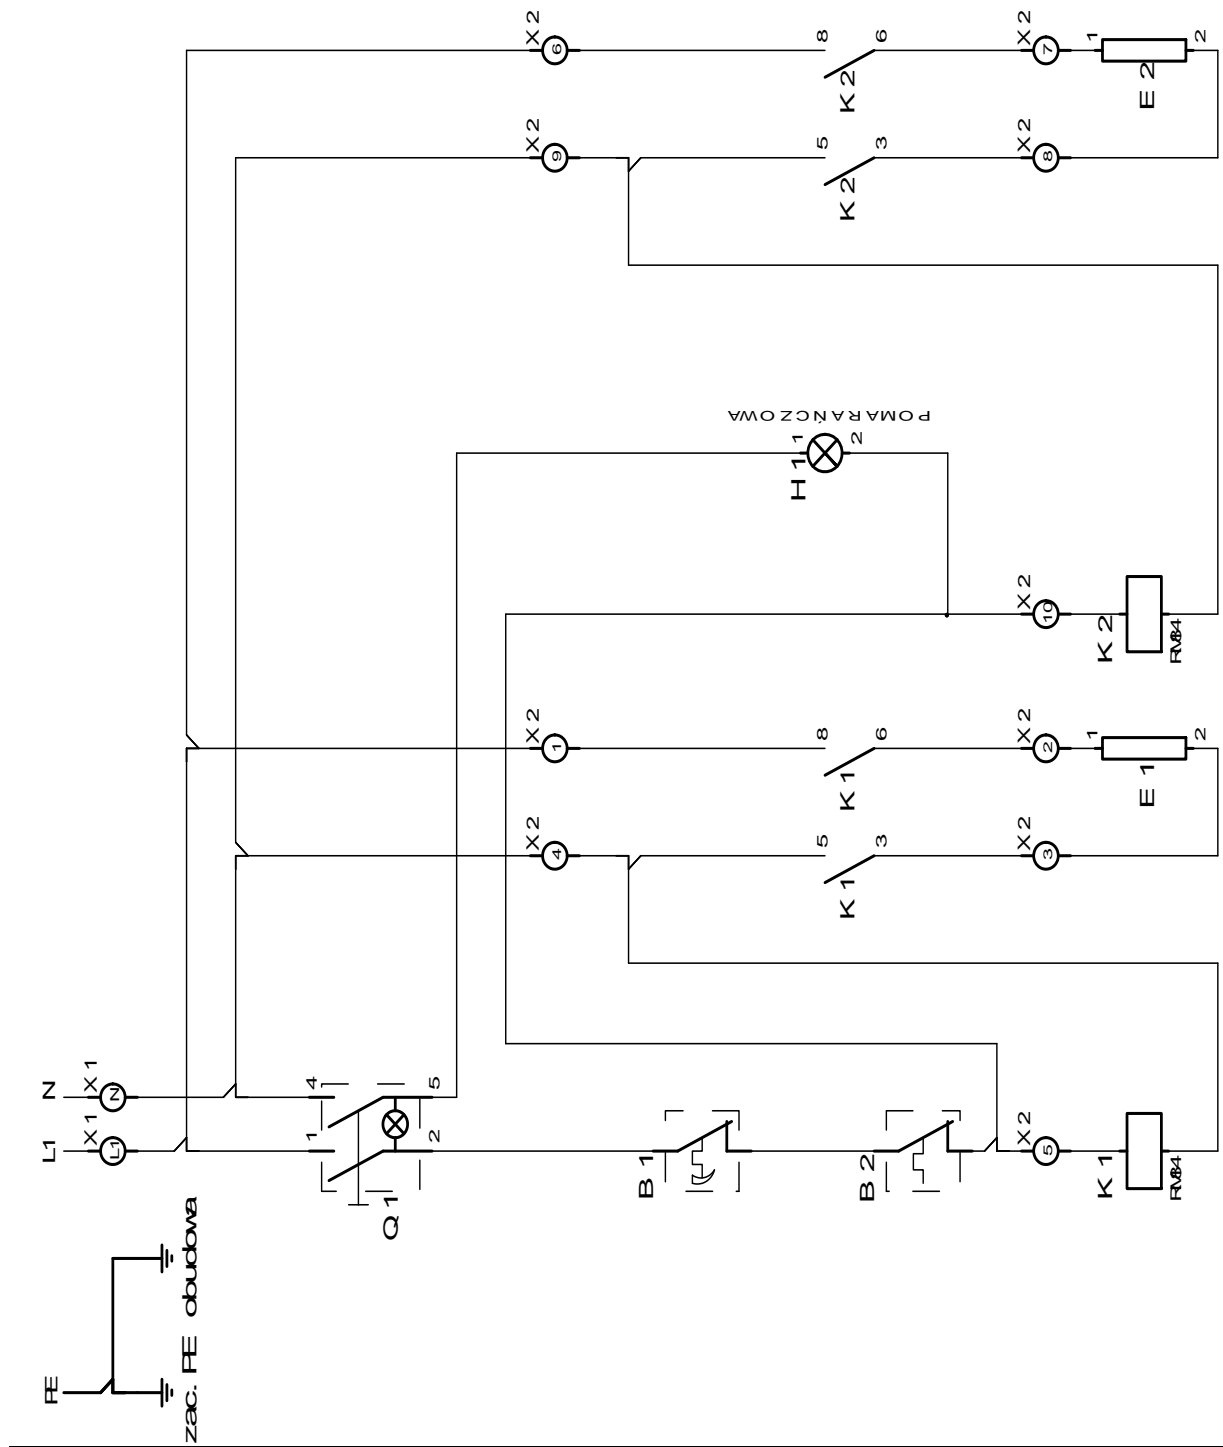 X2
6
8
6
K2
X2
7
1
2
E2
X2
9
5
3
K2
X2
8
POMARAŃCZOWA
1
2
H1
X2
10
K2
RM84
X2
1
8
6
K1
X2
2
1
2
E1
X2
4
5
3
K1
X2
3
N
X1
N
4
5
L1
X1
L1
1
2
Q1
B1
B2
X2
5
K1
RM84
PE
zac. PE obudowa